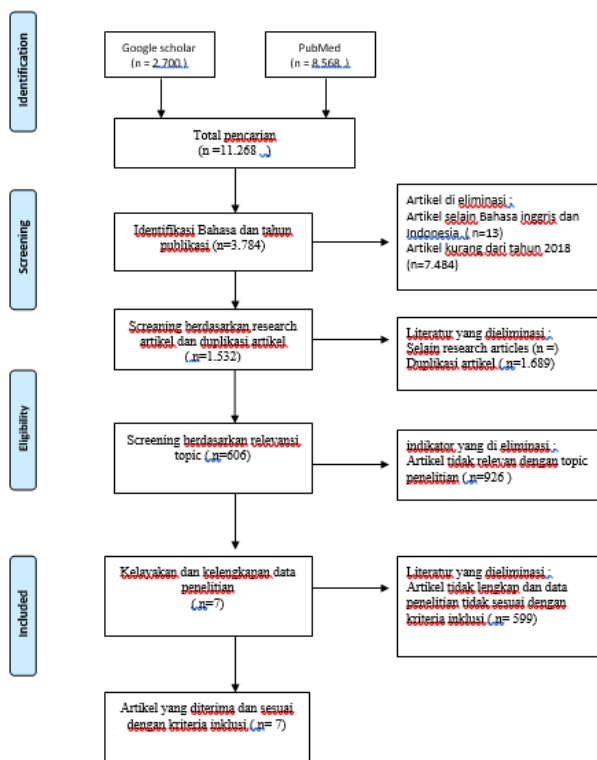 Identification
Google scholar
(n = 2.700 )
PubMed
(n = 8.568 )
Total pencarian
(n =11.268 )
Screening
Identifikasi Bahasa dan tahun
publikasi (n=3.784)
Artikel di eliminasi :
Artikel selain Bahasa inggris dan
Indonesia ( n=13)
Artikel kurang dari tahun 2018
(n=7.484)
Screaning berdasarkan research
artikel dan duplikasi artikel
( n=1.532)
Literatur yang dieliminasi :
Selain research articles (n =)
Duplikasi artikel ( n=1.689)
Eligibility
Screening berdasarkan relevansi
topic ( n=606)
indikator yang di eliminasi :
Artikel tidak relevan dengan topic
penelitian ( n=926 )
Included
Kelayakan dan kelengkapan data
penelitian
( n=7)
Literatur yang dieliminasi :
Artikel tidak lengkap dan data
penelitian tidak sesuai dengan
kriteria inklusi ( n= 599)
Artikel yang diterima dan sesuai
dengan kriteria inklusi ( n= 7)